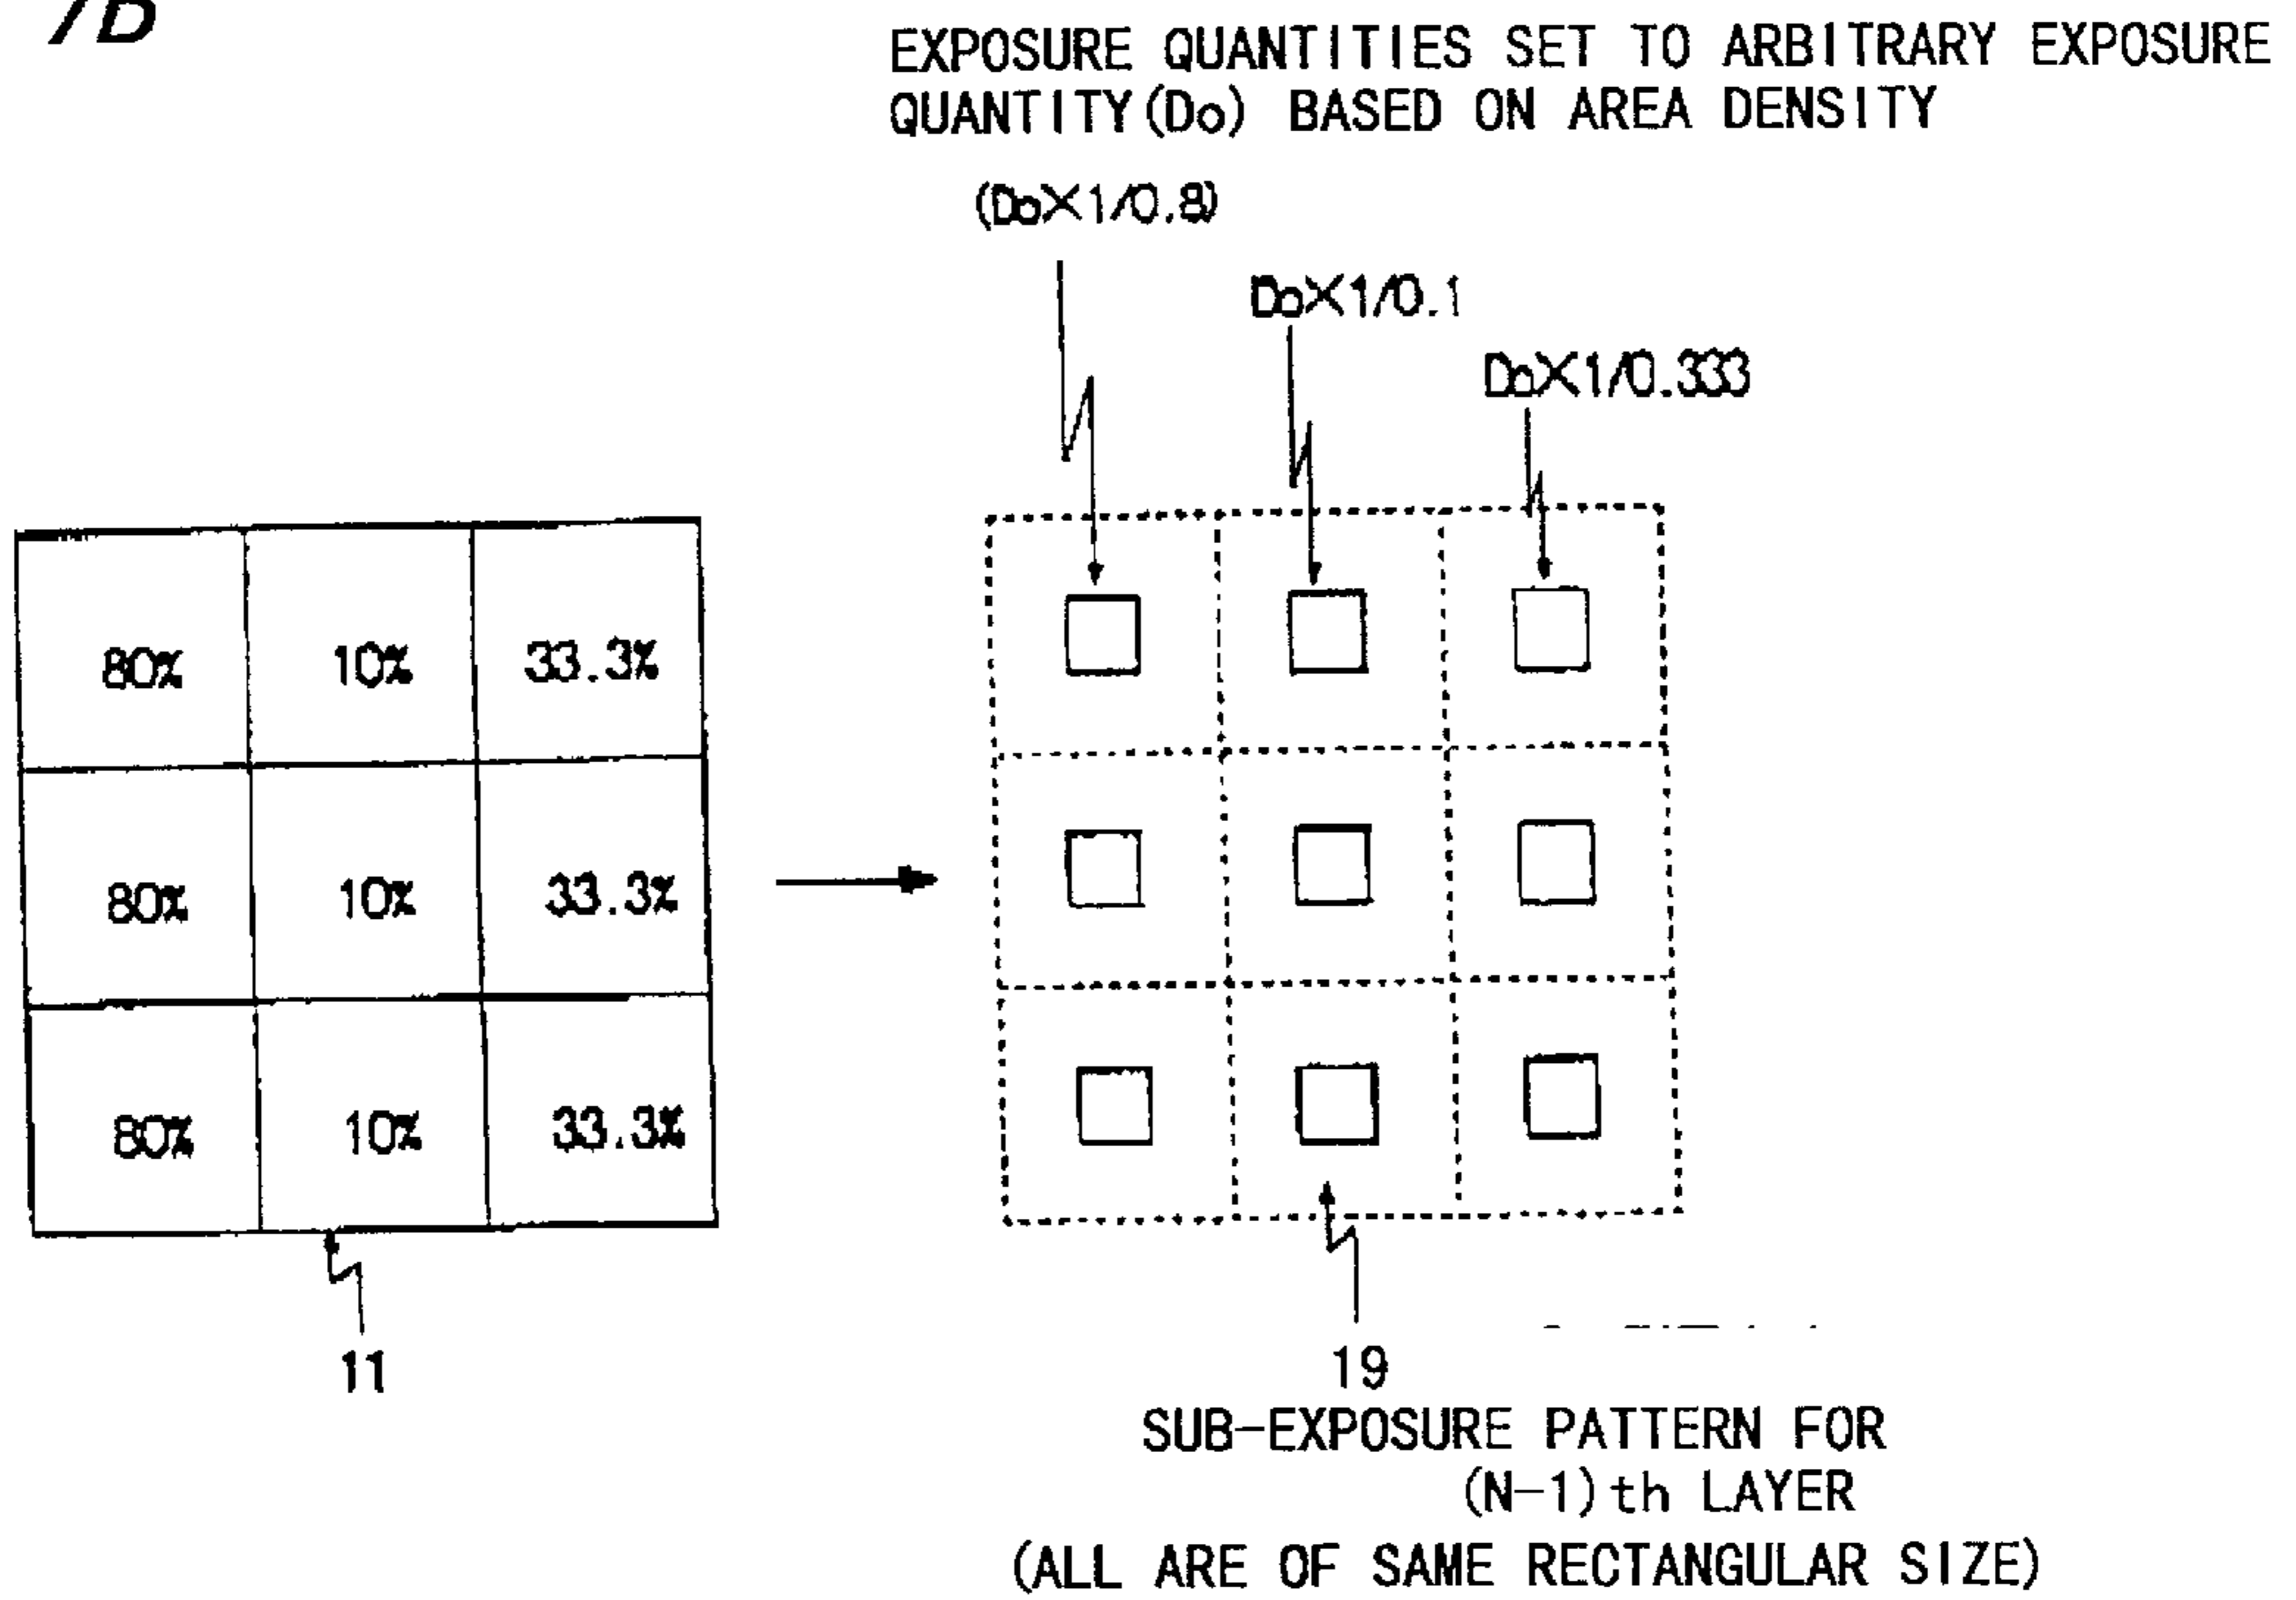 7B
EXPOSURE QUANTITIES SET TO ARBITRARY EXPOSURE
QUANTITY(Do) BASED ON AREA DENSITY
(Do×1/0.8)
Do×1/0.1
Do×1/0.333
80% 10% 33.3%
80% 10% 33.3%
80% 10% 33.3%
11
19
SUB-EXPOSURE PATTERN FOR
(N-1)th LAYER
(ALL ARE OF SAME RECTANGULAR SIZE)